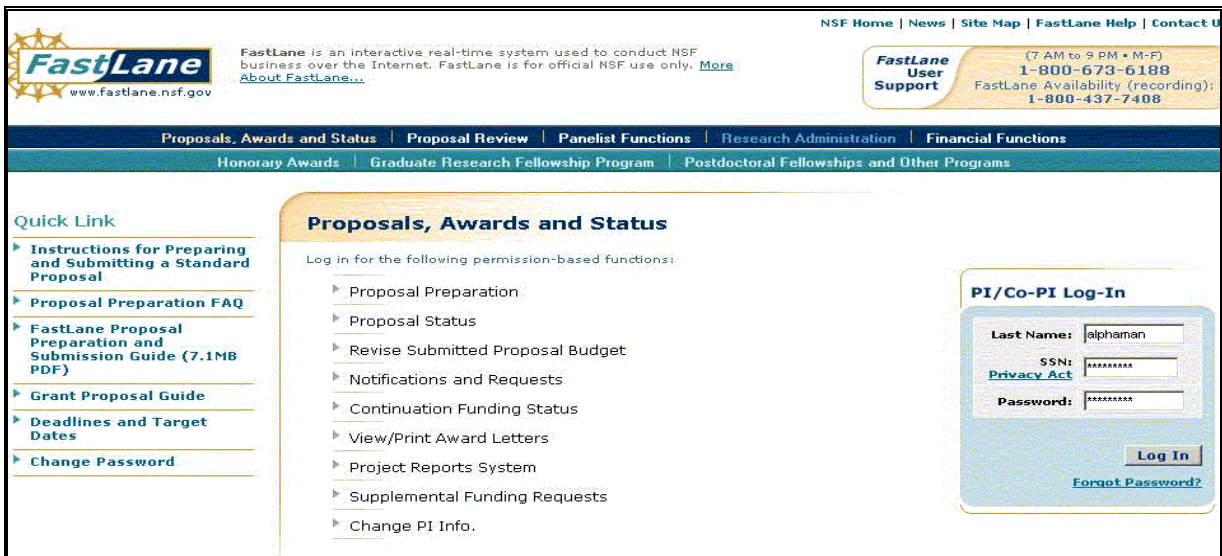 NSF Home | News | Site Map | FastLane Help | Contact U
FastLane
www.fastlane.nsf.gov
FastLane is an interactive real-time system used to conduct NSF
business over the Internet. FastLane is for official NSF use only. More
About FastLane...
FastLane
User
Support
(7 AM to 9 PM • M-F)
1-800-673-6188
FastLane Availability (recording):
1-800-437-7408
Proposals, Awards and Status | Proposal Review | Panelist Functions | Research Administration | Financial Functions
Honorary Awards | Graduate Research Fellowship Program | Postdoctoral Fellowships and Other Programs
Quick Link
Instructions for Preparing
and Submitting a Standard
Proposal
Proposal Preparation FAQ
FastLane Proposal
Preparation and
Submission Guide (7.1MB
PDF)
Grant Proposal Guide
Deadlines and Target
Dates
Change Password
Proposals, Awards and Status
Log in for the following permission-based functions:
Proposal Preparation
Proposal Status
Revise Submitted Proposal Budget
Notifications and Requests
Continuation Funding Status
View/Print Award Letters
Project Reports System
Supplemental Funding Requests
Change PI Info.
PI/Co-PI Log-In
Last Name: alphaman
SSN: *********
Privacy Act
Password: *********
Log In
Forgot Password?